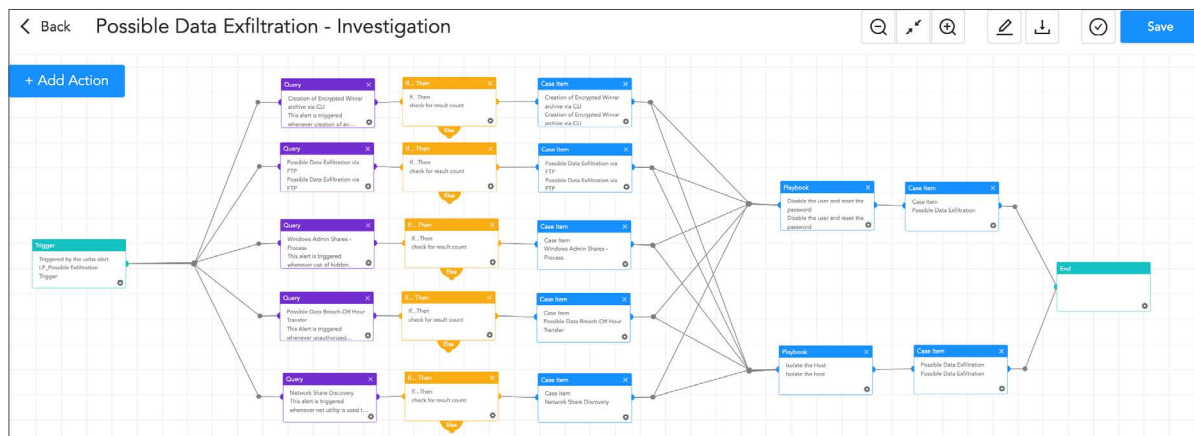 Back
Possible Data Exfiltration - Investigation
Save
+ Add Action
Trigger
Triggered by the ueba alert
LP_Possible Exfiltration
Trigger
Query
Creation of Encrypted Winrar
archive via CLI
This alert is triggered
whenever creation of an...
If... Then
If...Then
check for result count
Else
Case Item
Creation of Encrypted Winrar
archive via CLI
Creation of Encrypted Winrar
archive via CLI
Query
Possible Data Exfiltration via
FTP
Possible Data Exfiltration via
FTP
If... Then
If...Then
check for result count
Else
Case Item
Possible Data Exfiltration via
FTP
Possible Data Exfiltration via
FTP
Query
Windows Admin Shares -
Process
This alert is triggered
whenever use of hidden...
If... Then
If...Then
check for result count
Else
Case Item
Case Item
Windows Admin Shares -
Process
Query
Possible Data Breach-Off Hour
Transfer
This Alert is triggered
whenever unauthorized...
If... Then
If...Then
check for result count
Else
Case Item
Case Item
Possible Data Breach-Off Hour
Transfer
Query
Network Share Discovery
This alert is triggered
whenever net utility is used t...
If... Then
If...Then
check for result count
Else
Case Item
Case Item
Network Share Discovery
Playbook
Disable the user and reset the
password
Disable the user and reset the
password
Case Item
Case Item
Possible Data Exfiltration
Playbook
Isolate the Host
Isolate the host
Case Item
Possible Data Exfiltration
Possible Data Exfiltration
End